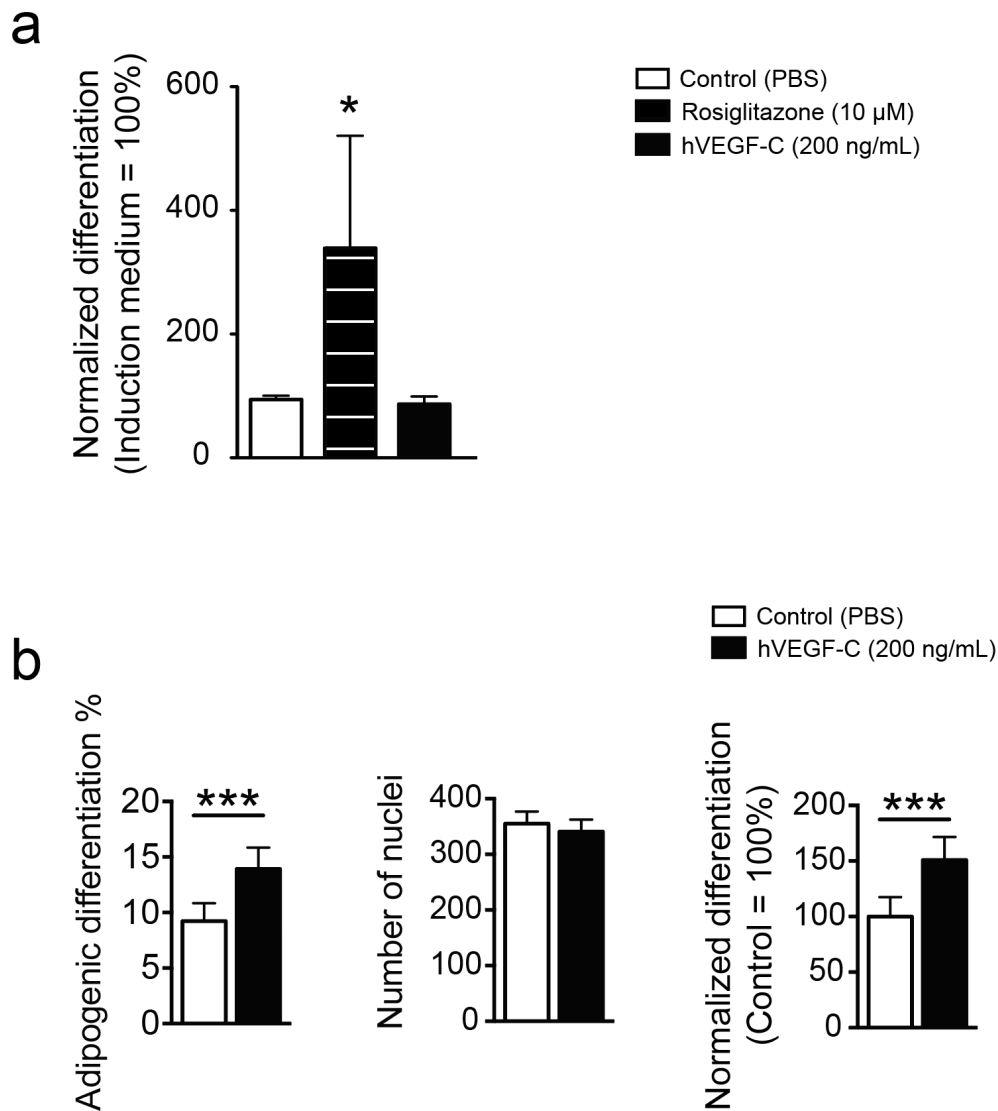 a
Normalized differentiation
(Induction medium = 100%)
600
400
200
0
*
Control (PBS)
Rosiglitazone (10 µM)
hVEGF-C (200 ng/mL)
b
Control (PBS)
hVEGF-C (200 ng/mL)
Adipogenic differentiation %
20
15
10
5
0
***
Number of nuclei
400
300
200
100
0
Normalized differentiation
(Control = 100%)
200
150
100
50
0
***